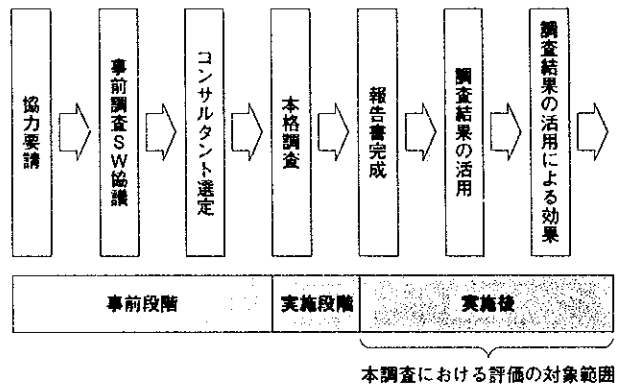 協力要請
事前調査SW協議
コンサルタント選定
本格調査
報告書完成
調査結果の活用
調査結果の活用による効果
事前段階
実施段階
実施後
本調査における評価の対象範囲